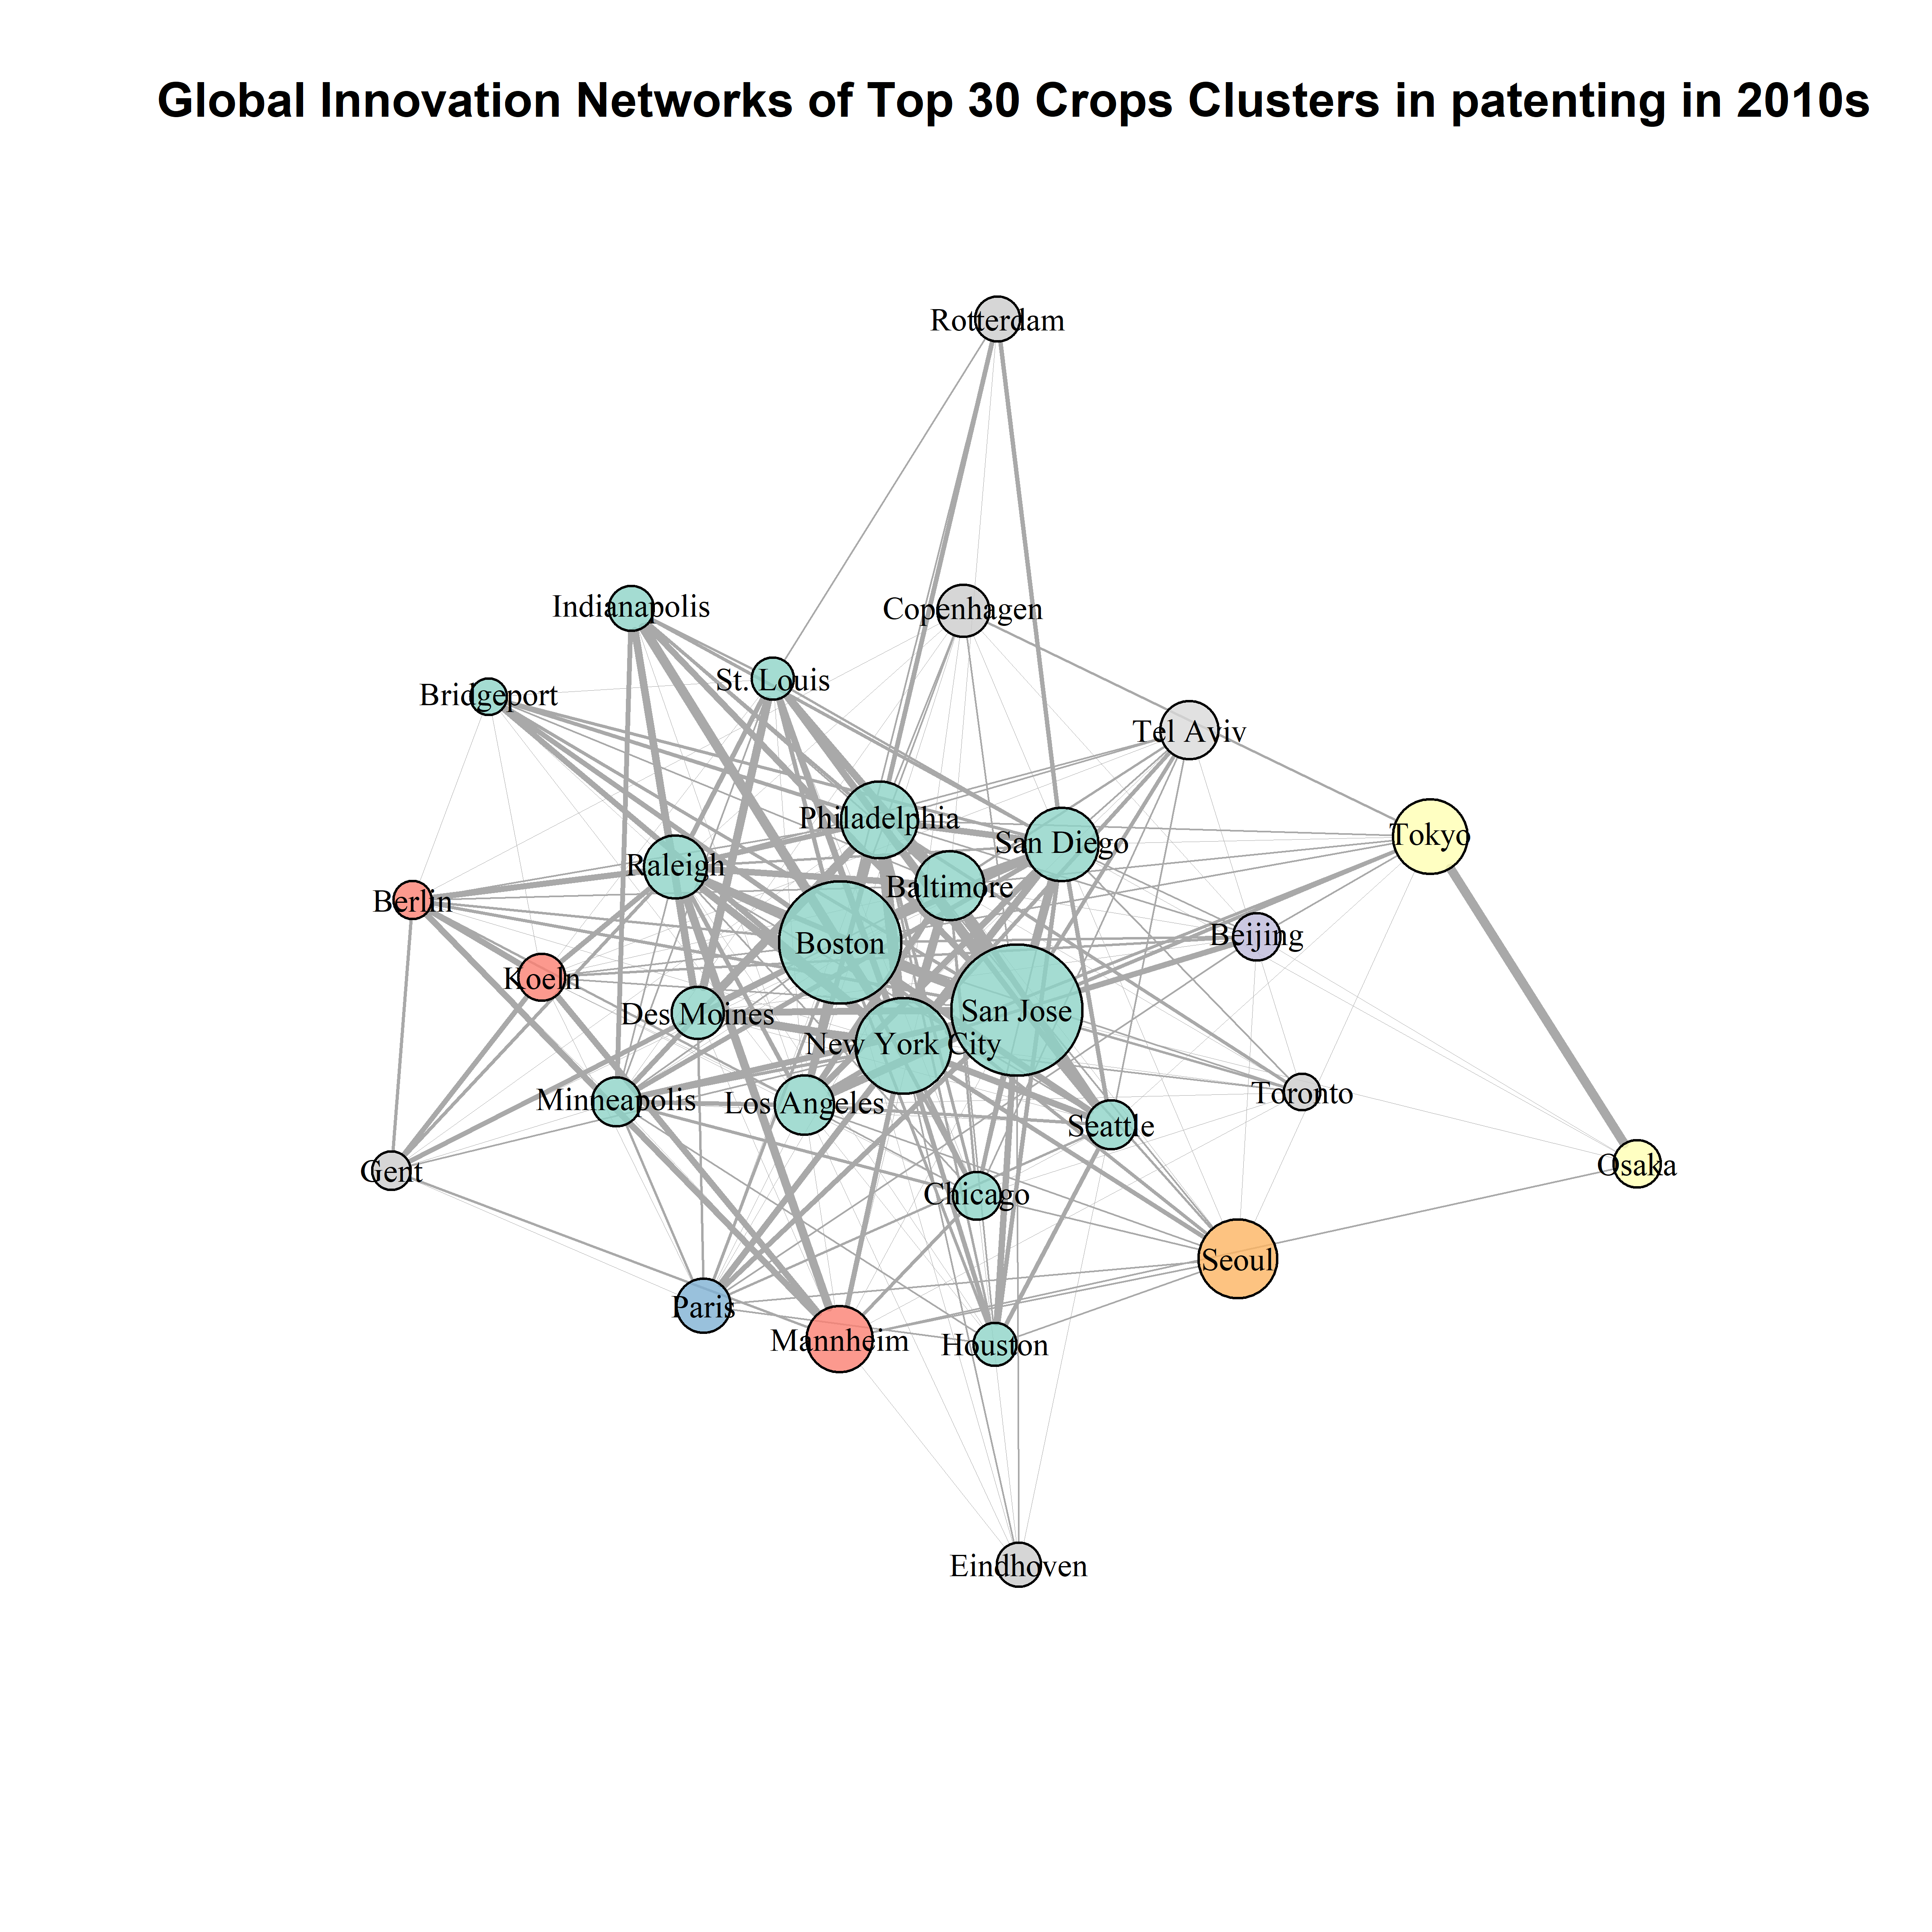 Global Innovation Networks of Top 30 Crops Clusters in patenting in 2010s
Rotterdam
Indianapolis
Copenhagen
St. Louis
Bridgeport
Tel Aviv
Philadelphia
Tokyo
San Diego
Raleigh
Baltimore
Berlin
Beijing
Boston
Koeln
San Jose
Des Moines
New York City
Toronto
Minneapolis
Los Angeles
Seattle
Osaka
Gent
Chicago
Seoul
Paris
Mannheim
Houston
Eindhoven